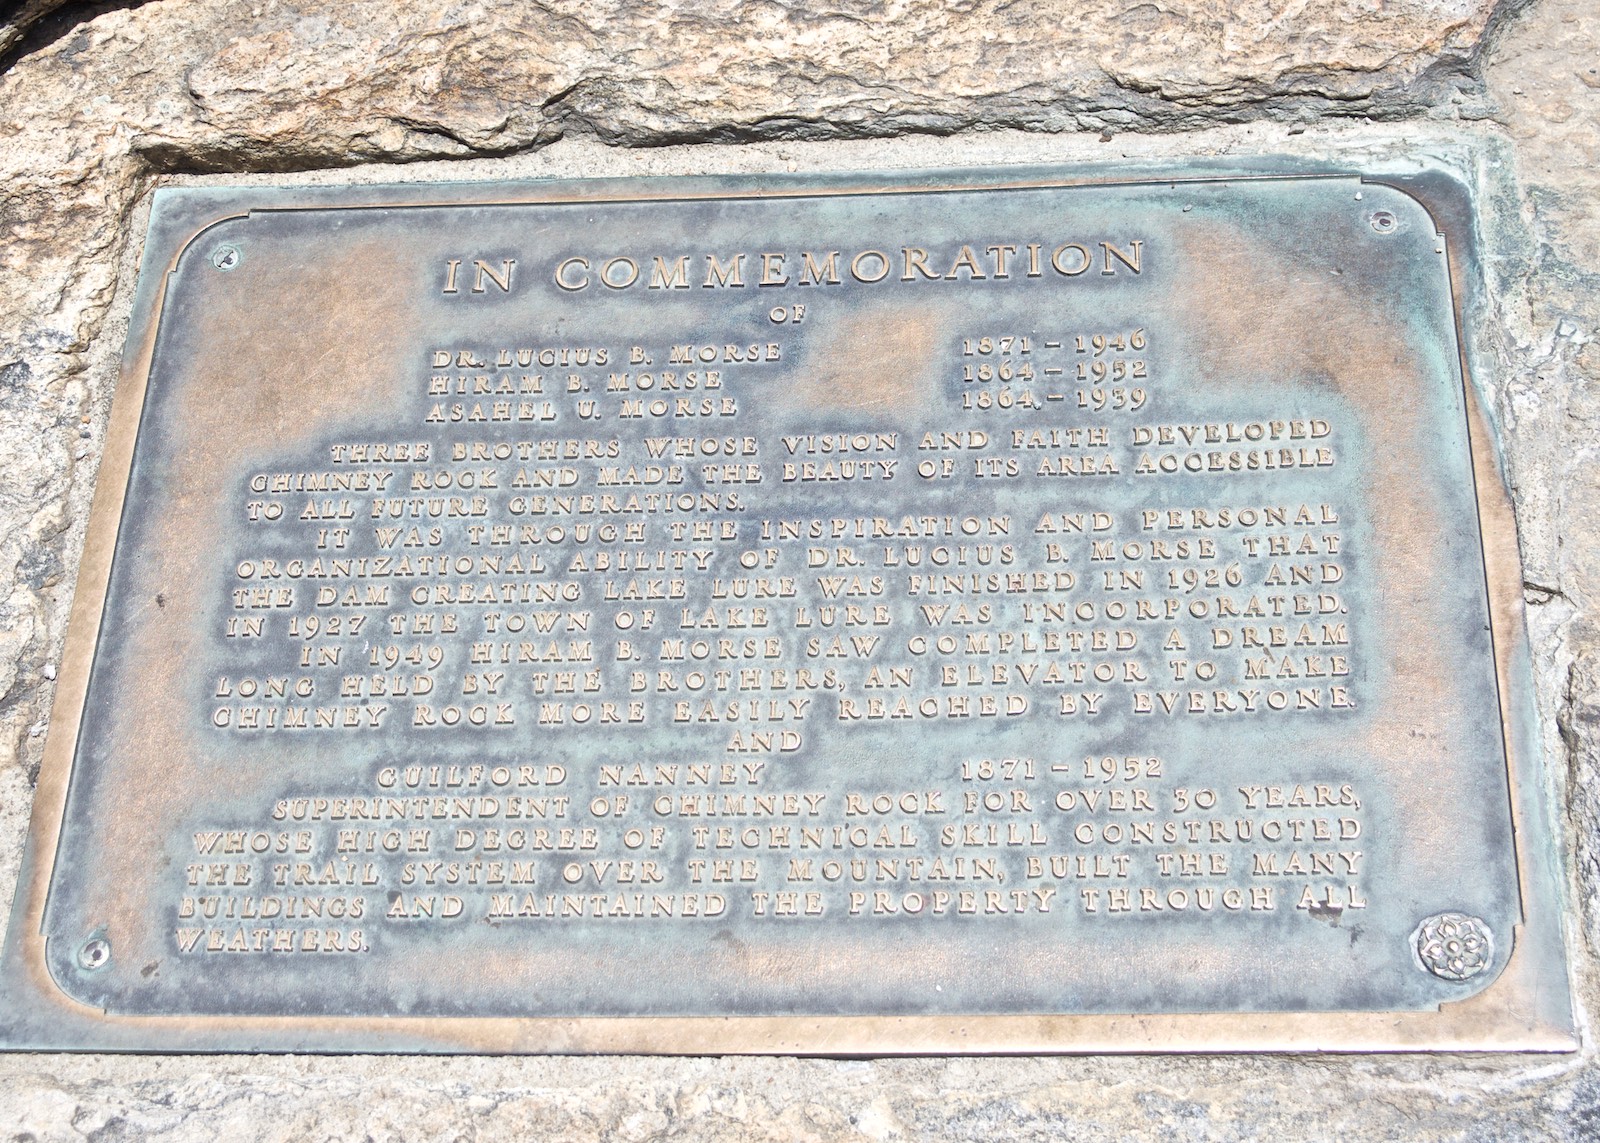 IN COMMEMORATION
OF
DR. LUCIUS B. MORSE 1871 – 1946
HIRAM B. MORSE 1864 – 1952
ASAHEL U. MORSE 1864 – 1939
THREE BROTHERS WHOSE VISION AND FAITH DEVELOPED
CHIMNEY ROCK AND MADE THE BEAUTY OF ITS AREA ACCESSIBLE
TO ALL FUTURE GENERATIONS.
IT WAS THROUGH THE INSPIRATION AND PERSONAL
ORGANIZATIONAL ABILITY OF DR. LUCIUS B. MORSE THAT
THE DAM CREATING LAKE LURE WAS FINISHED IN 1926 AND
IN 1927 THE TOWN OF LAKE LURE WAS INCORPORATED.
IN 1949 HIRAM B. MORSE SAW COMPLETED A DREAM
LONG HELD BY THE BROTHERS, AN ELEVATOR TO MAKE
CHIMNEY ROCK MORE EASILY REACHED BY EVERYONE.
AND
GUILFORD NANNEY 1871 – 1952
SUPERINTENDENT OF CHIMNEY ROCK FOR OVER 30 YEARS,
WHOSE HIGH DEGREE OF TECHNICAL SKILL CONSTRUCTED
THE TRAIL SYSTEM OVER THE MOUNTAIN, BUILT THE MANY
BUILDINGS AND MAINTAINED THE PROPERTY THROUGH ALL
WEATHERS.